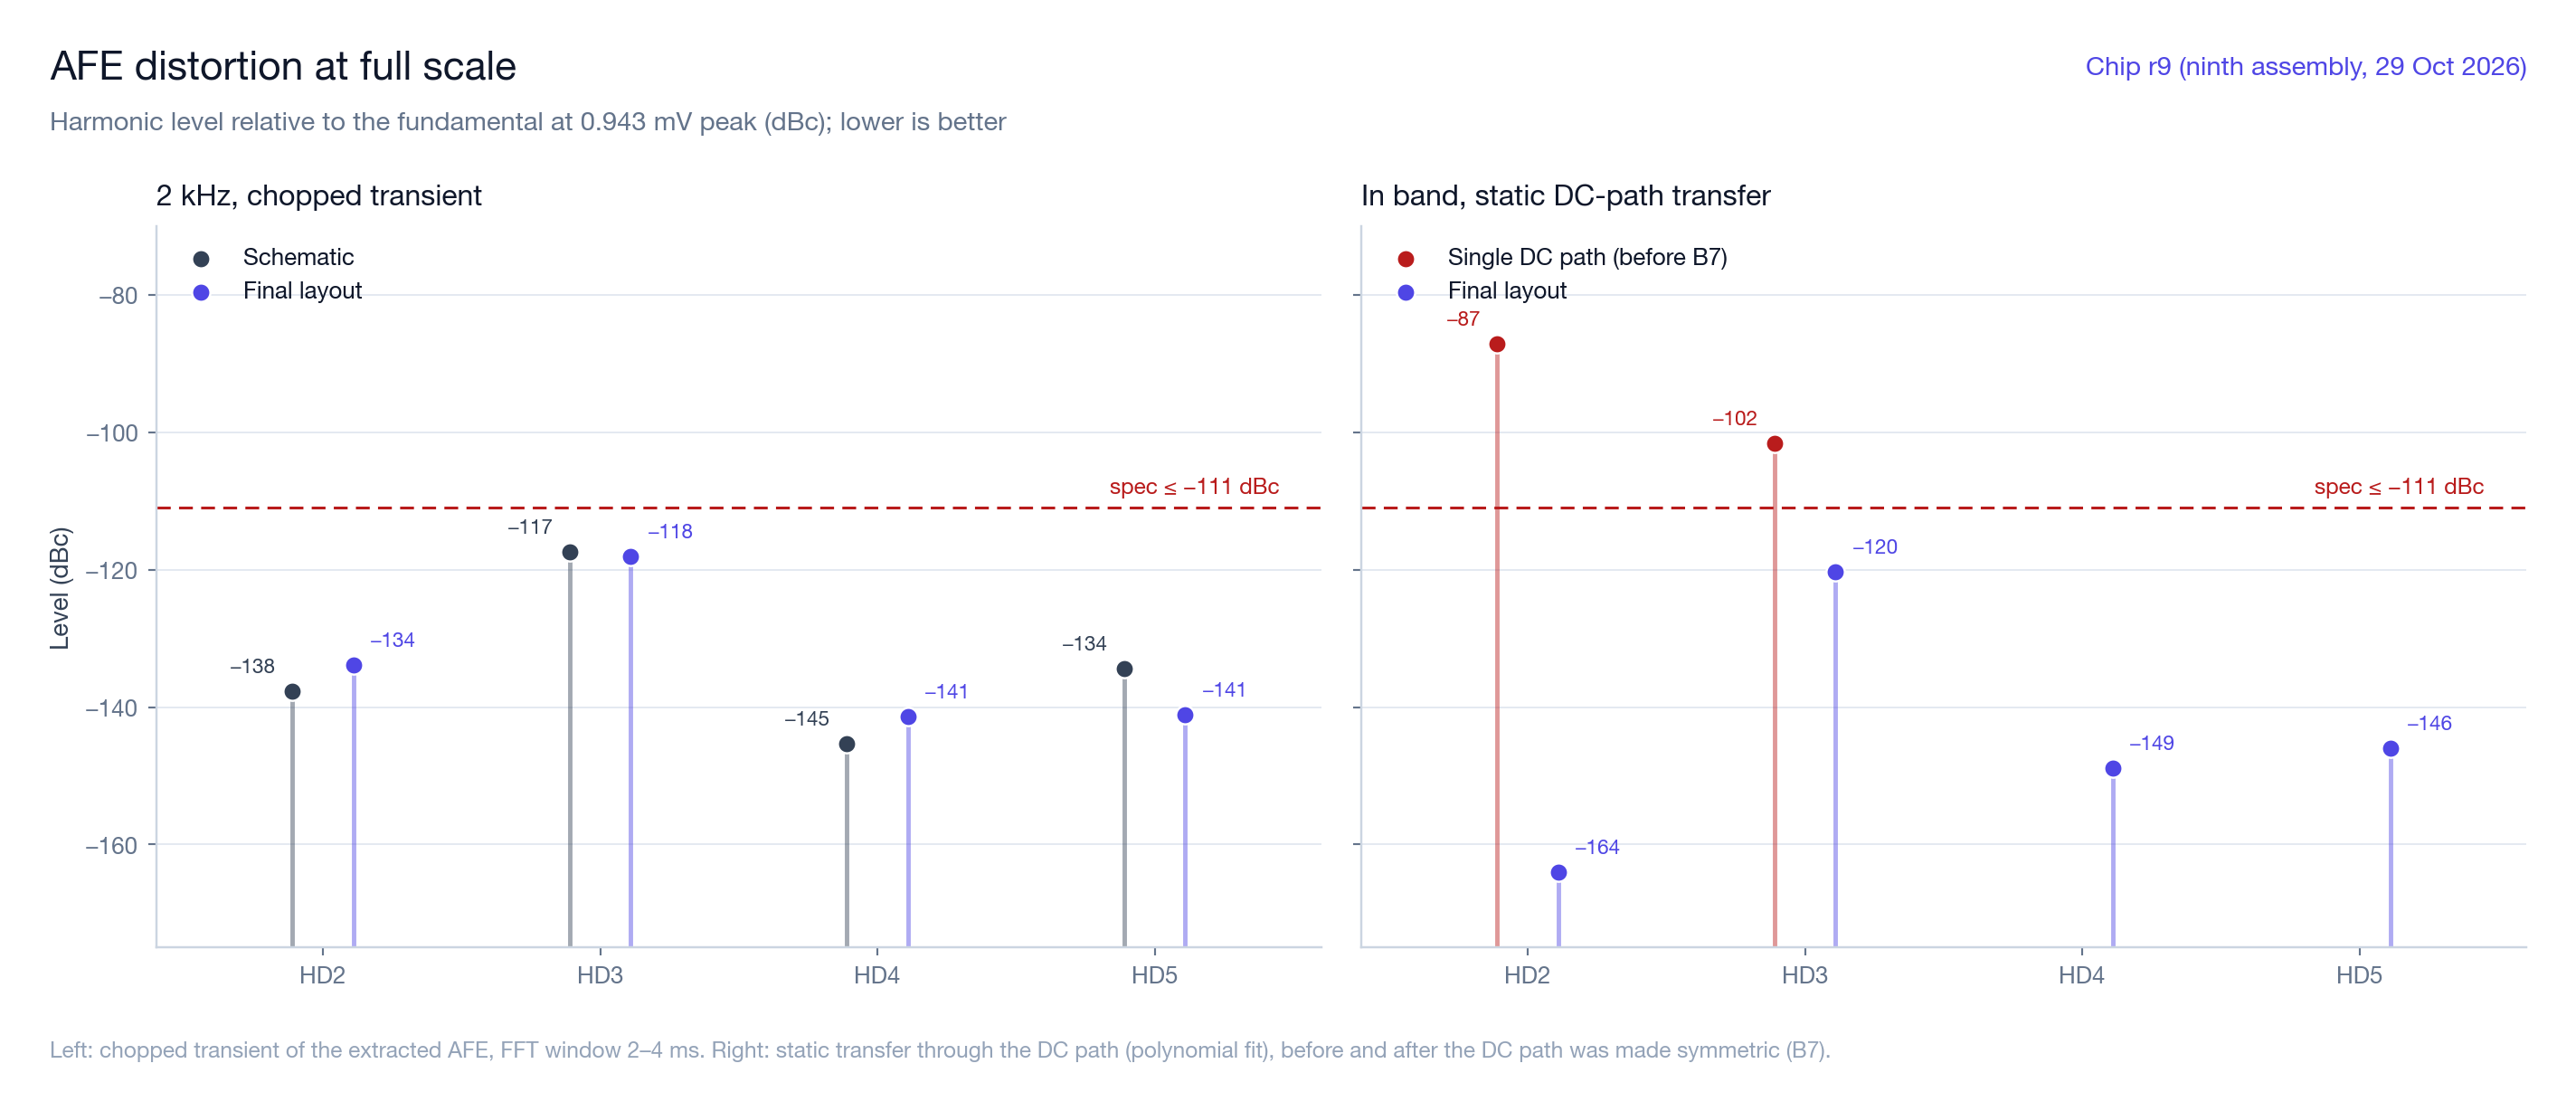 AFE distortion at full scale
Chip r9 (ninth assembly, 29 Oct 2026)
Harmonic level relative to the fundamental at 0.943 mV peak (dBc); lower is better
2 kHz, chopped transient
Schematic
Final layout
Level (dBc)
−80
−100
−120
−140
−160
spec ≤ −111 dBc
−138
−134
−117
−118
−145
−141
−134
−141
HD2
HD3
HD4
HD5
In band, static DC-path transfer
Single DC path (before B7)
Final layout
−87
−102
spec ≤ −111 dBc
−120
−164
−149
−146
HD2
HD3
HD4
HD5
Left: chopped transient of the extracted AFE, FFT window 2–4 ms. Right: static transfer through the DC path (polynomial fit), before and after the DC path was made symmetric (B7).